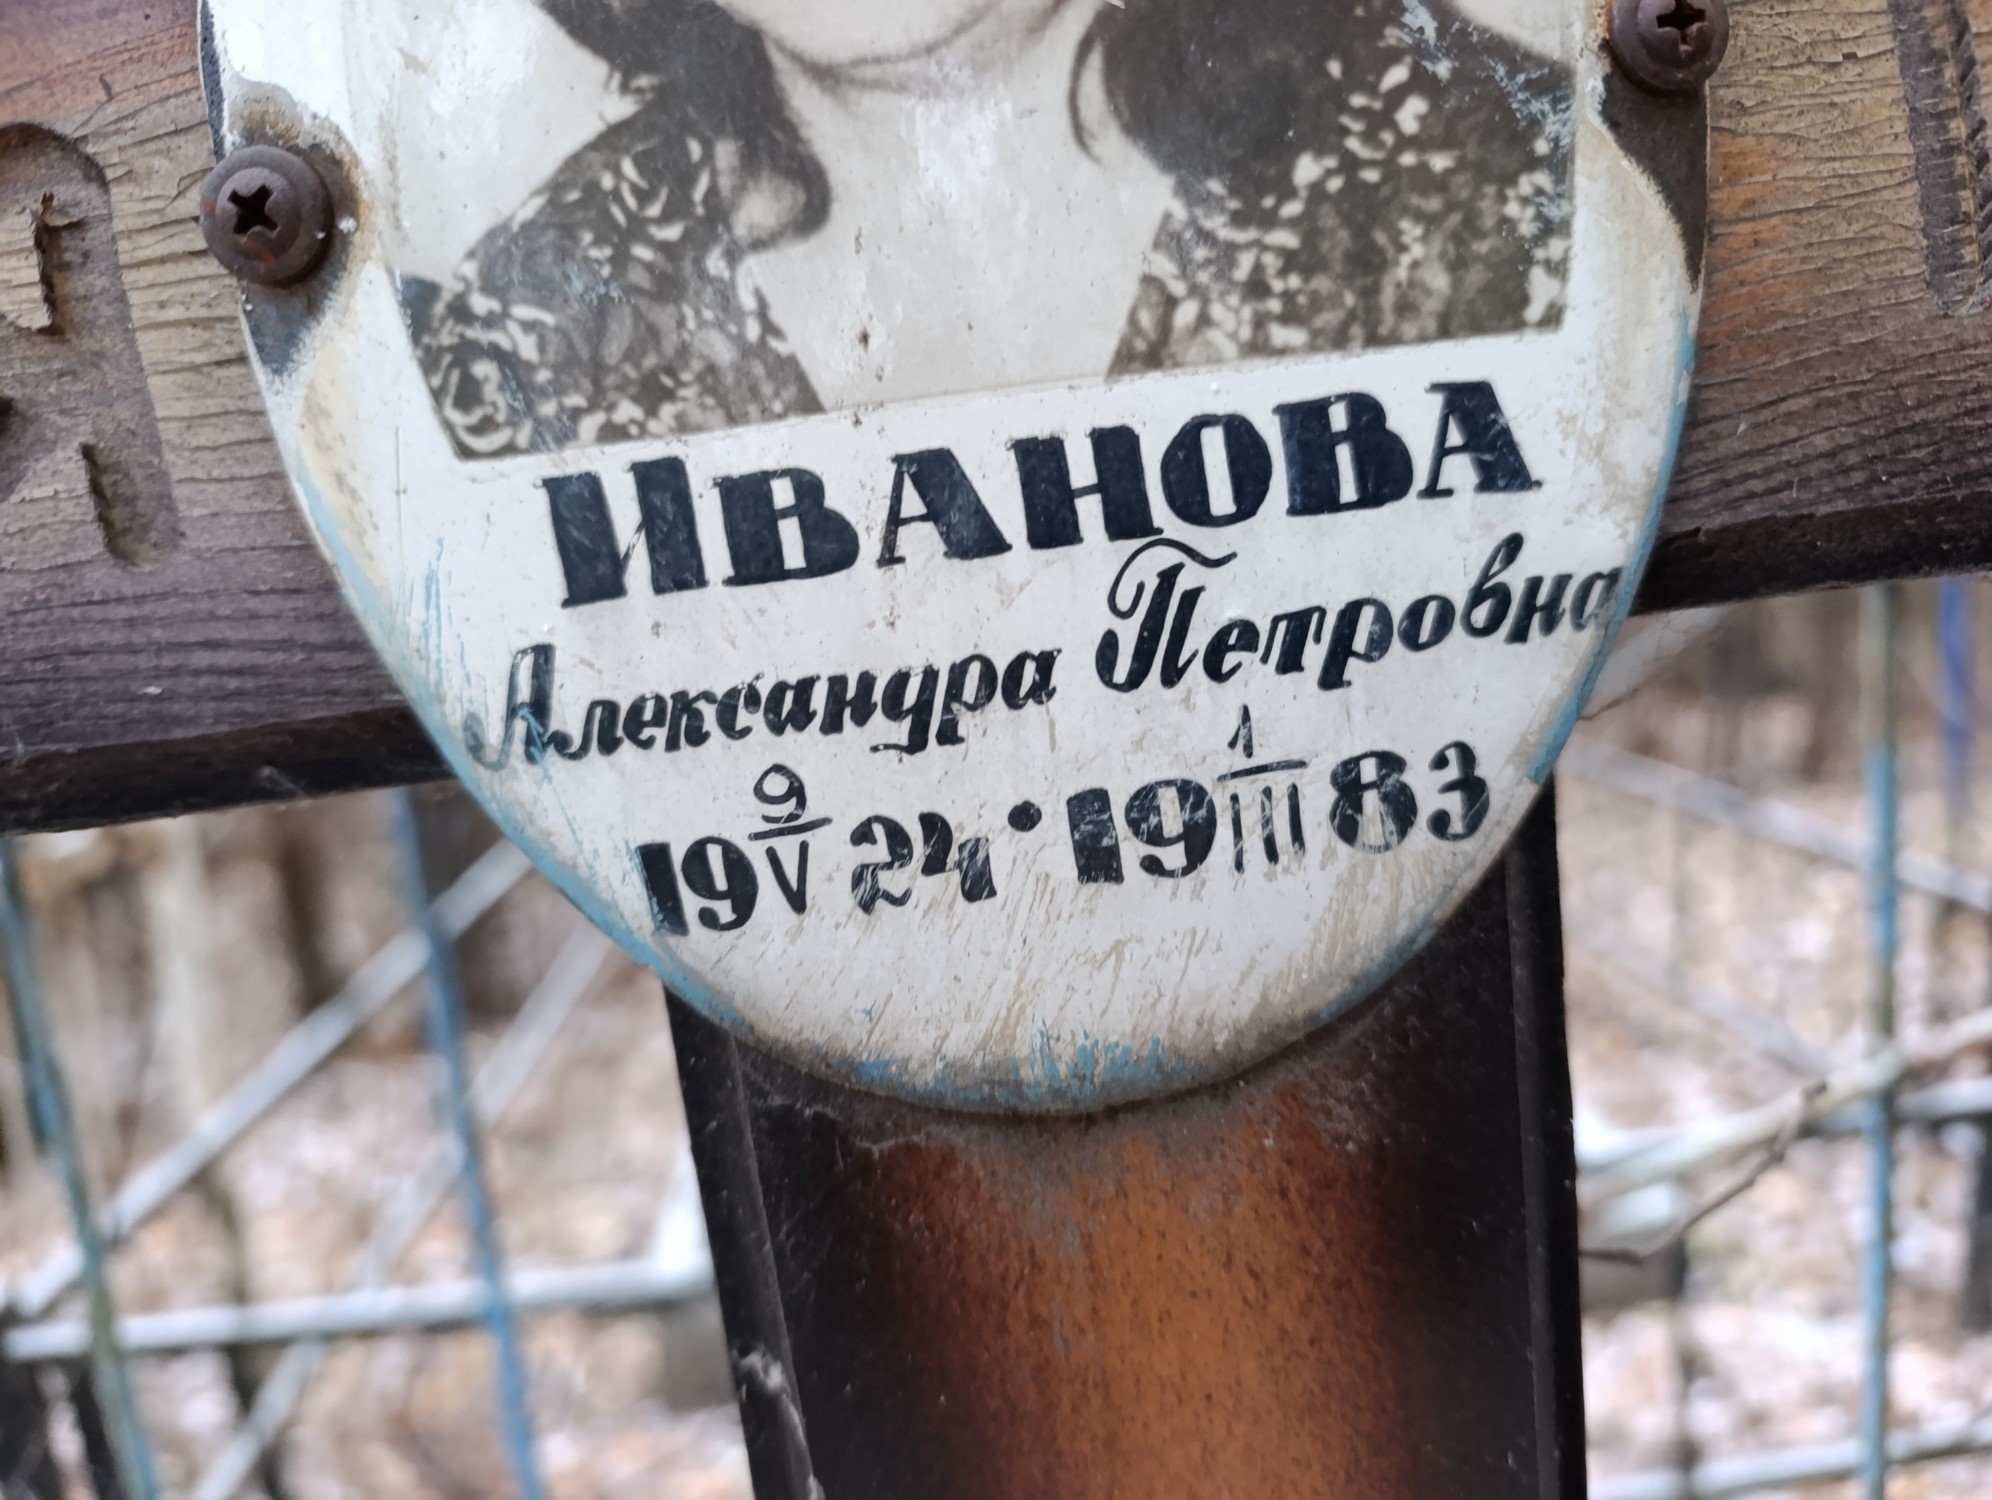 ИВАНОВА
Александра Петровна
19 9/V 24 · 19 1/III 83